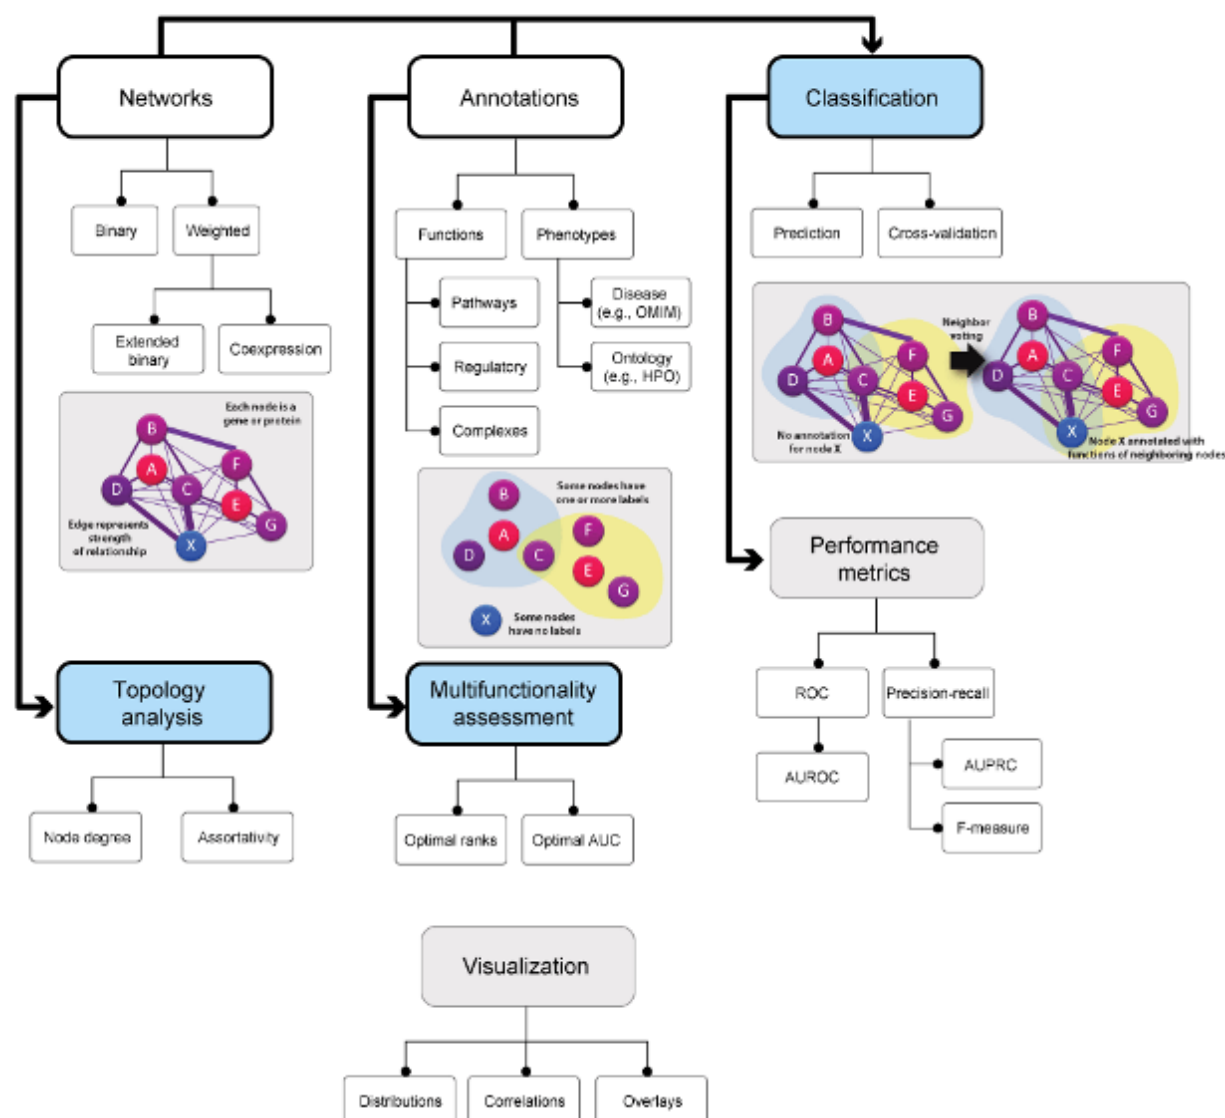 Networks
Annotations
Classification
Binary
Weighted
Functions
Phenotypes
Prediction
Cross-validation
Extended
binary
Coexpression
Pathways
Regulatory
Complexes
Disease
(e.g., OMIM)
Ontology
(e.g., HPO)
Each node is a
gene or protein
B
F
A
D
C
E
G
X
Edge represents
strength
of relationship
Some nodes have
one or more labels
B
A
F
D
C
E
G
X
Some nodes
have no labels
B
A
F
D
C
E
G
X
No annotation
for node X
Neighbor
voting
B
A
F
D
C
E
G
X
Node X annotated with
functions of neighboring nodes
Topology
analysis
Node degree
Assortativity
Multifunctionality
assessment
Optimal ranks
Optimal AUC
Performance
metrics
ROC
Precision-recall
AUROC
AUPRC
F-measure
Visualization
Distributions
Correlations
Overlays